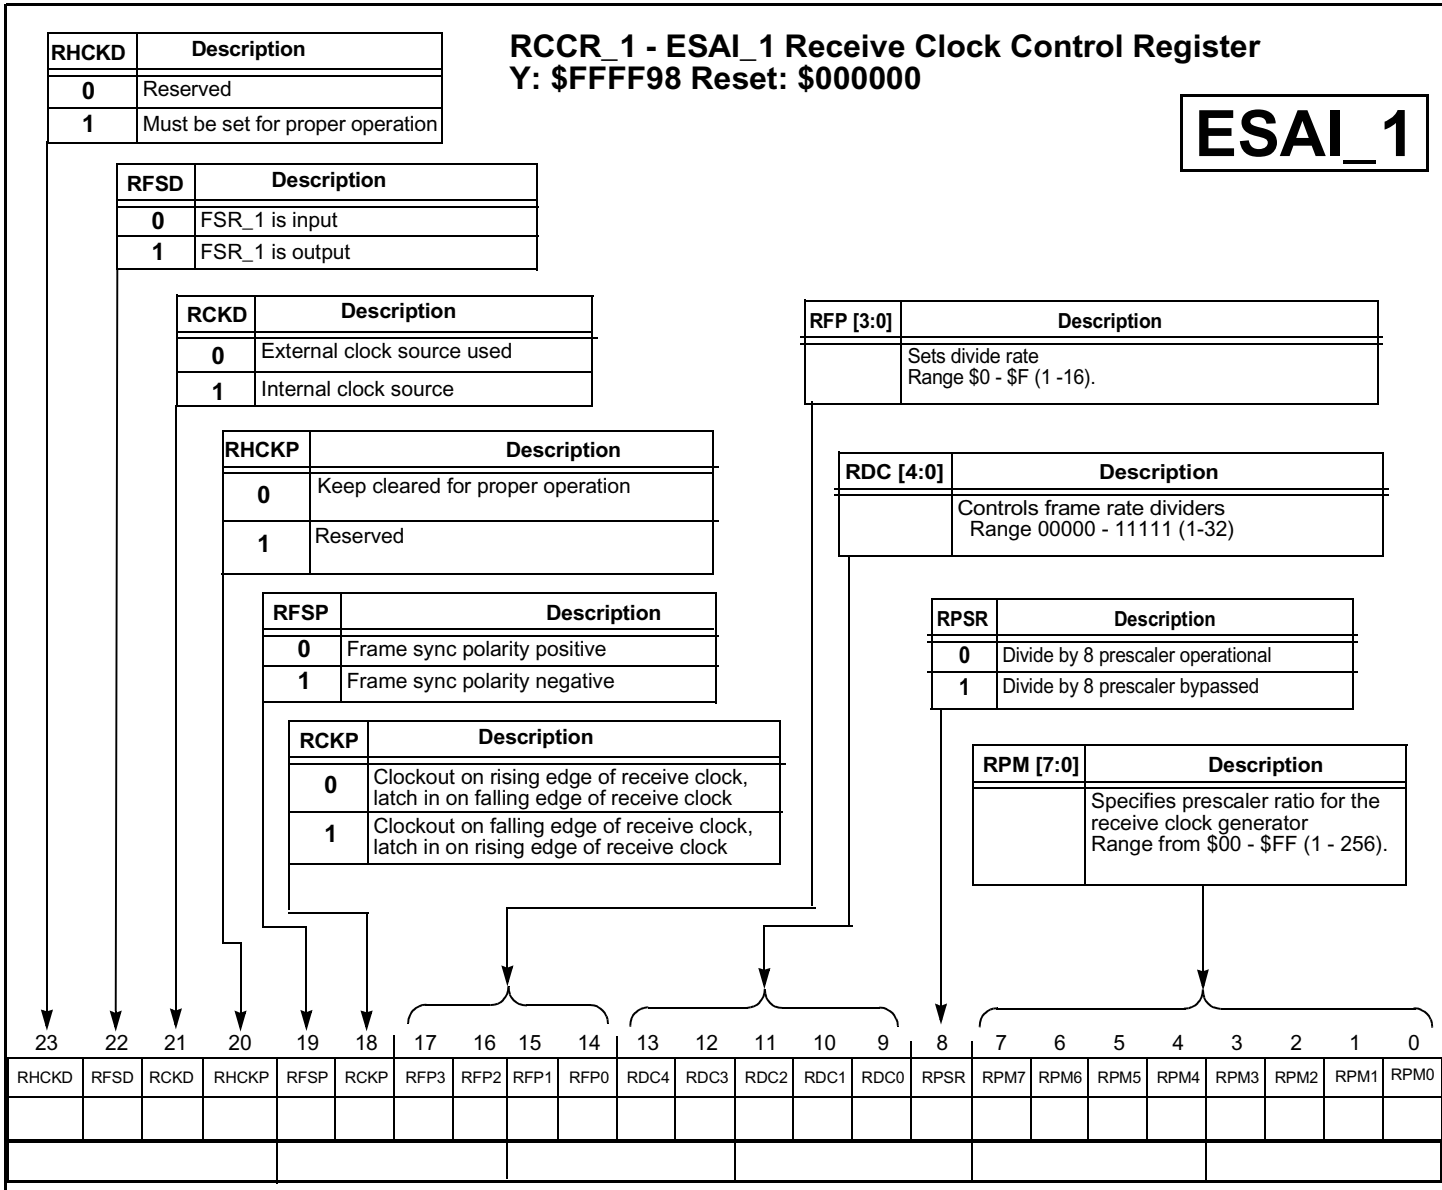 RCCR_1 - ESAI_1 Receive Clock Control Register
Y: $FFFF98 Reset: $000000
ESAI_1
RHCKD Description
0 Reserved
1 Must be set for proper operation
RFSD Description
0 FSR_1 is input
1 FSR_1 is output
RCKD Description
0 External clock source used
1 Internal clock source
RHCKP Description
0 Keep cleared for proper operation
1 Reserved
RFSP Description
0 Frame sync polarity positive
1 Frame sync polarity negative
RCKP Description
0 Clockout on rising edge of receive clock,
latch in on falling edge of receive clock
1 Clockout on falling edge of receive clock,
latch in on rising edge of receive clock
RFP [3:0] Description
Sets divide rate
Range $0 - $F (1 -16).
RDC [4:0] Description
Controls frame rate dividers
Range 00000 - 11111 (1-32)
RPSR Description
0 Divide by 8 prescaler operational
1 Divide by 8 prescaler bypassed
RPM [7:0] Description
Specifies prescaler ratio for the
receive clock generator
Range from $00 - $FF (1 - 256).
23 22 21 20 19 18 17 16 15 14 13 12 11 10 9 8 7 6 5 4 3 2 1 0
RHCKD RFSD RCKD RHCKP RFSP RCKP RFP3 RFP2 RFP1 RFP0 RDC4 RDC3 RDC2 RDC1 RDC0 RPSR RPM7 RPM6 RPM5 RPM4 RPM3 RPM2 RPM1 RPM0